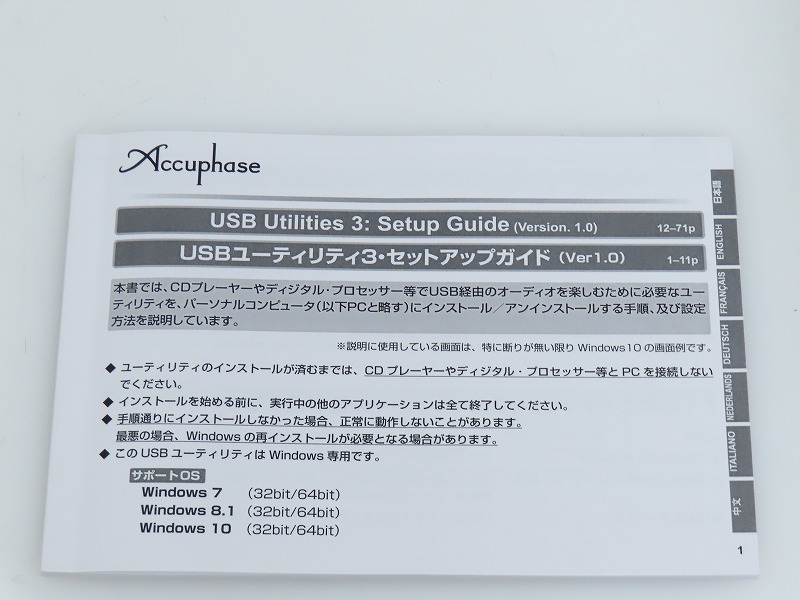 Accuphase
USB Utilities 3: Setup Guide (Version. 1.0) 12–71p
USBユーティリティ3・セットアップガイド（Ver1.0） 1–11p
本書では、CDプレーヤーやディジタル・プロセッサー等でUSB経由のオーディオを楽しむために必要なユー
ティリティを、パーソナルコンピュータ（以下PCと略す）にインストール／アンインストールする手順、及び設定
方法を説明しています。
※説明に使用している画面は、特に断りが無い限り Windows10 の画面例です。
◆ ユーティリティのインストールが済むまでは、CD プレーヤーやディジタル・プロセッサー等と PC を接続しない
でください。
◆ インストールを始める前に、実行中の他のアプリケーションは全て終了してください。
◆ 手順通りにインストールしなかった場合、正常に動作しないことがあります。
最悪の場合、Windows の再インストールが必要となる場合があります。
◆ この USB ユーティリティは Windows 専用です。
サポートOS
Windows 7 （32bit/64bit）
Windows 8.1 （32bit/64bit）
Windows 10 （32bit/64bit）
日本語
ENGLISH
FRANÇAIS
DEUTSCH
NEDERLANDS
ITALIANO
中文
1